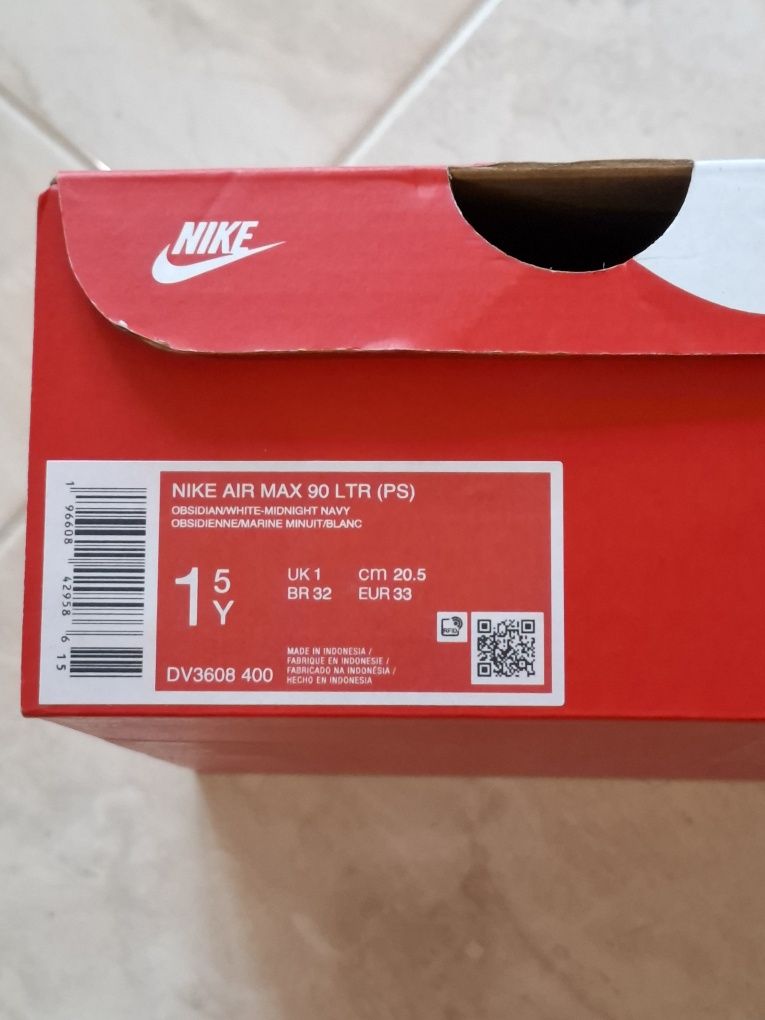 NIKE
NIKE AIR MAX 90 LTR (PS)
OBSIDIAN/WHITE-MIDNIGHT NAVY
OBSIDIENNE/MARINE MINUIT/BLANC
1 5 Y
UK 1 cm 20.5
BR 32 EUR 33
RFID
MADE IN INDONESIA /
FABRIQUE EN INDONESIE /
FABRICADO NA INDONÉSIA /
HECHO EN INDONESIA
DV3608 400
1 96608 42958 6 15